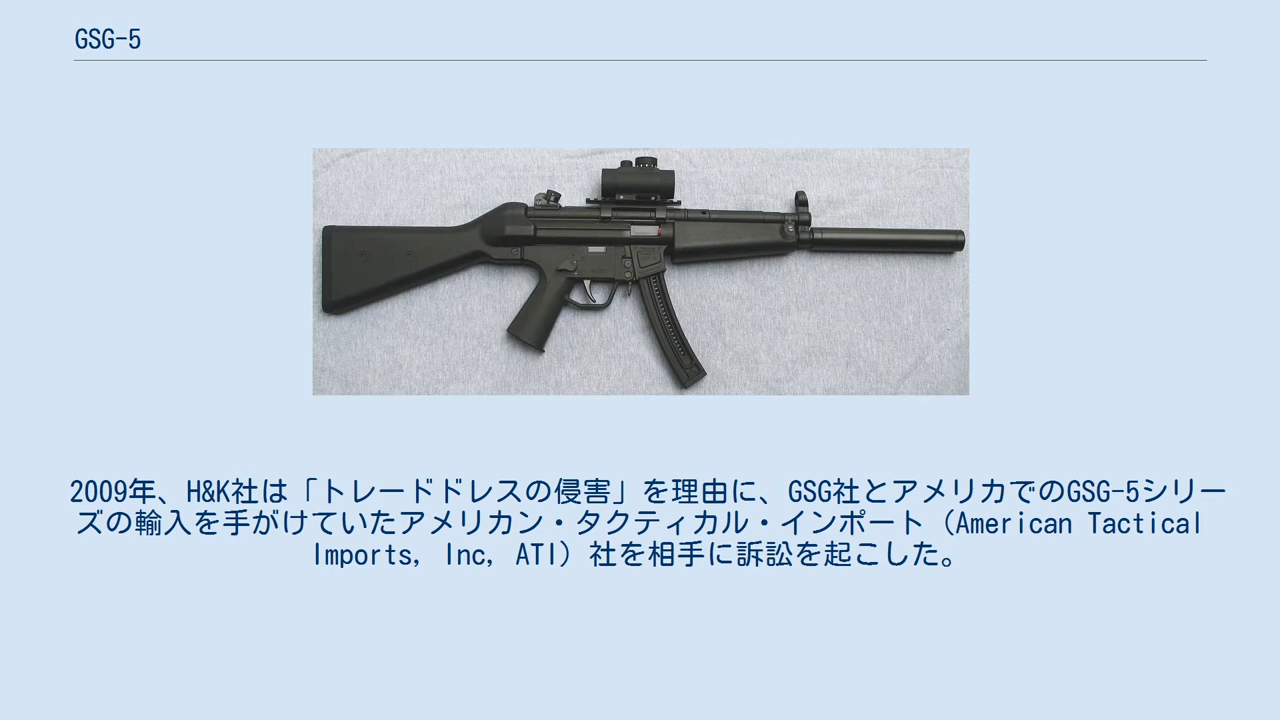 GSG-5
2009年、H&K社は「トレードドレスの侵害」を理由に、GSG社とアメリカでのGSG-5シリー
ズの輸入を手がけていたアメリカン・タクティカル・インポート（American Tactical
Imports, Inc, ATI）社を相手に訴訟を起こした。